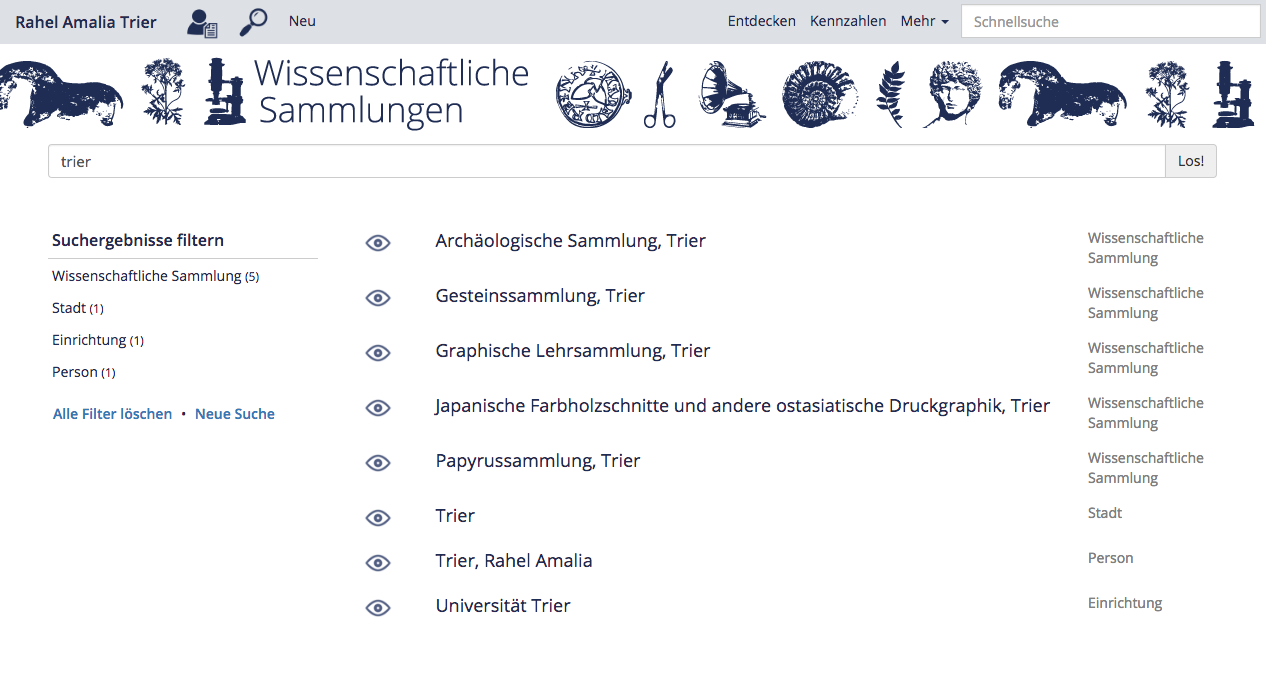 Rahel Amalia Trier
Neu
Entdecken Kennzahlen Mehr
Schnellsuche
Wissenschaftliche
Sammlungen
trier
Los!
Suchergebnisse filtern
Wissenschaftliche Sammlung (5)
Stadt (1)
Einrichtung (1)
Person (1)
Alle Filter löschen • Neue Suche
Archäologische Sammlung, Trier
Wissenschaftliche
Sammlung
Gesteinssammlung, Trier
Wissenschaftliche
Sammlung
Graphische Lehrsammlung, Trier
Wissenschaftliche
Sammlung
Japanische Farbholzschnitte und andere ostasiatische Druckgraphik, Trier
Wissenschaftliche
Sammlung
Papyrussammlung, Trier
Wissenschaftliche
Sammlung
Trier
Stadt
Trier, Rahel Amalia
Person
Universität Trier
Einrichtung